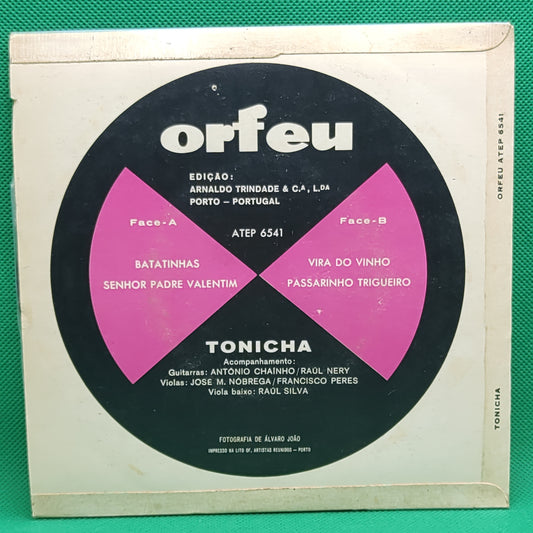 orfeu
EDIÇÃO:
ARNALDO TRINDADE & C.ᴬ, L.ᴰᴬ
PORTO – PORTUGAL
ATEP 6541
Face-A
BATATINHAS
SENHOR PADRE VALENTIM
Face-B
VIRA DO VINHO
PASSARINHO TRIGUEIRO
TONICHA
Acompanhamento:
Guitarras: ANTÓNIO CHAÍNHO/RAÚL NERY
Violas: JOSÉ M. NÓBREGA/FRANCISCO PERES
Viola baixo: RAÚL SILVA
FOTOGRAFIA DE ÁLVARO JOÃO
IMPRESSO NA LITO OF. ARTISTAS REUNIDOS – PORTO
ORFEU ATEP 6541
TONICHA